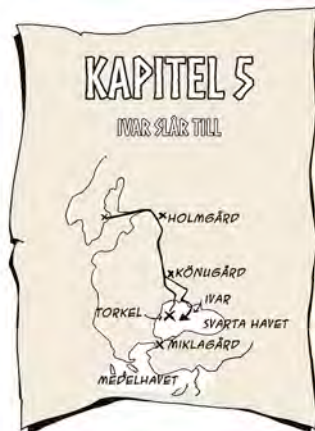 KAPITEL 5
IVAR SLÅR TILL
HOLMGÅRD
KÖNUGÅRD
IVAR
TORKEL
SVARTA HAVET
MIKLAGÅRD
MEDELHAVET